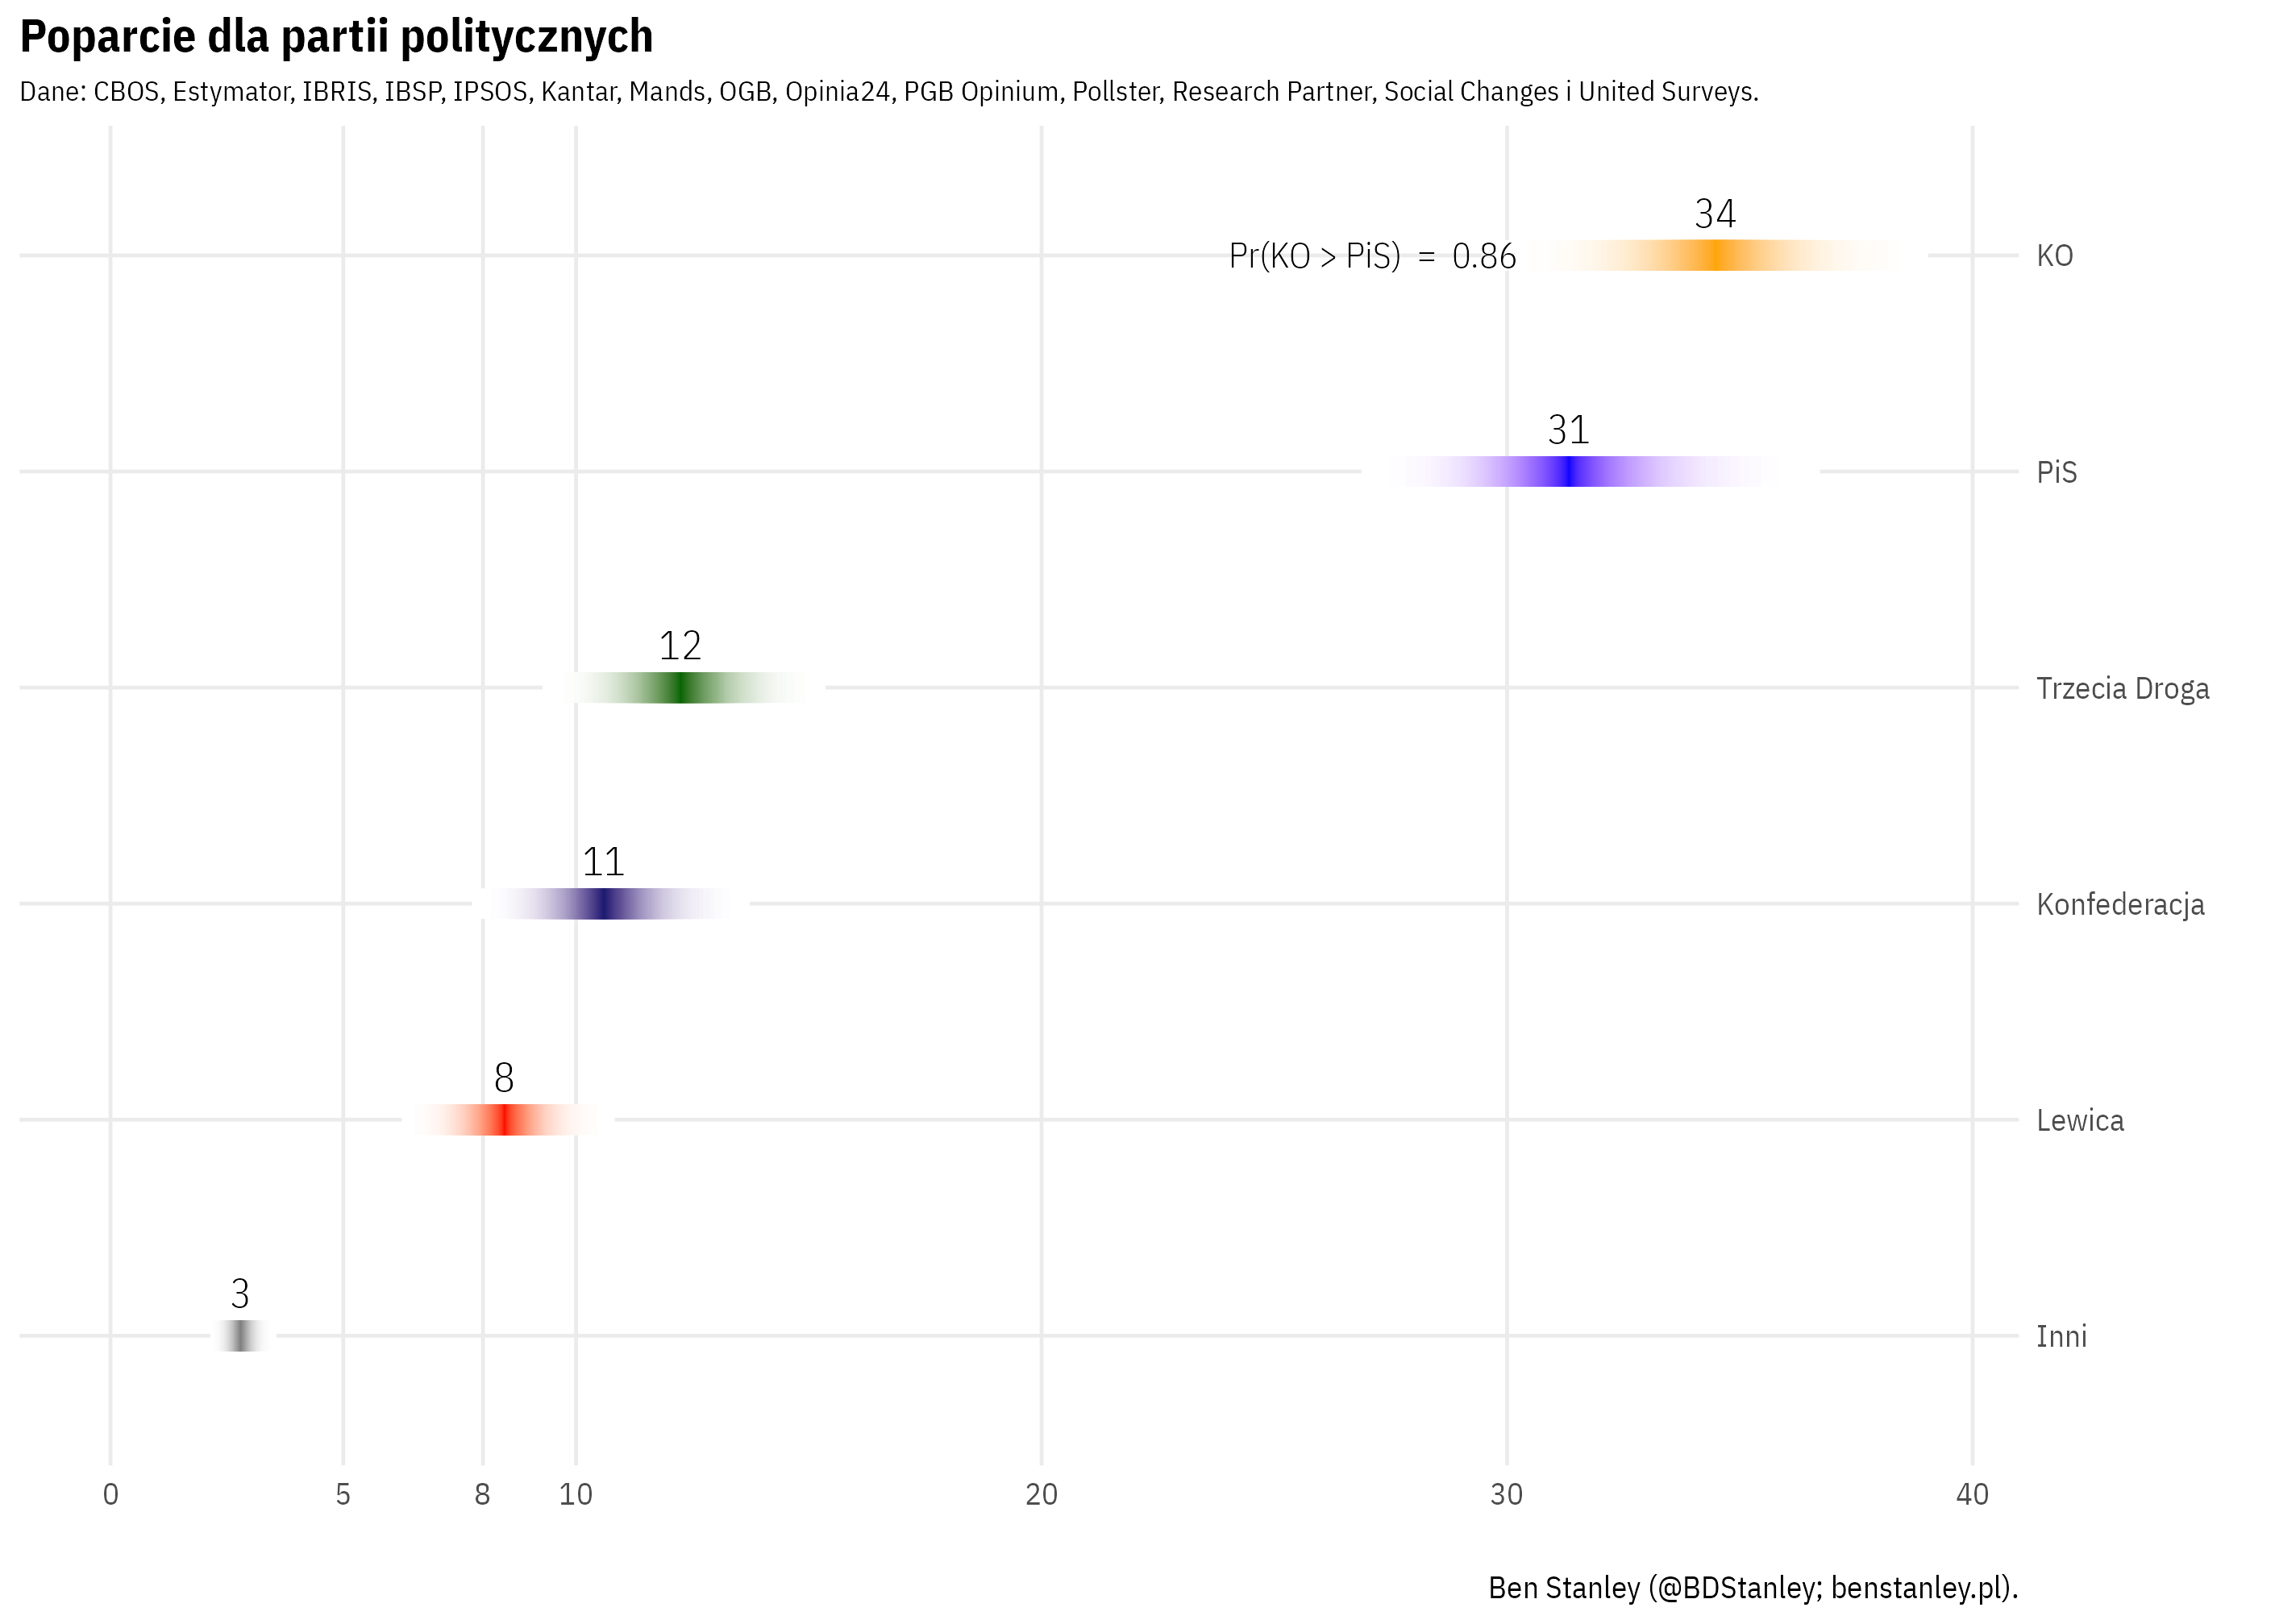 Poparcie dla partii politycznych
Dane: CBOS, Estymator, IBRIS, IBSP, IPSOS, Kantar, Mands, OGB, Opinia24, PGB Opinium, Pollster, Research Partner, Social Changes i United Surveys.
34
Pr(KO > PiS) = 0.86
KO
31
PiS
12
Trzecia Droga
11
Konfederacja
8
Lewica
3
Inni
0 5 8 10 20 30 40
Ben Stanley (@BDStanley; benstanley.pl).